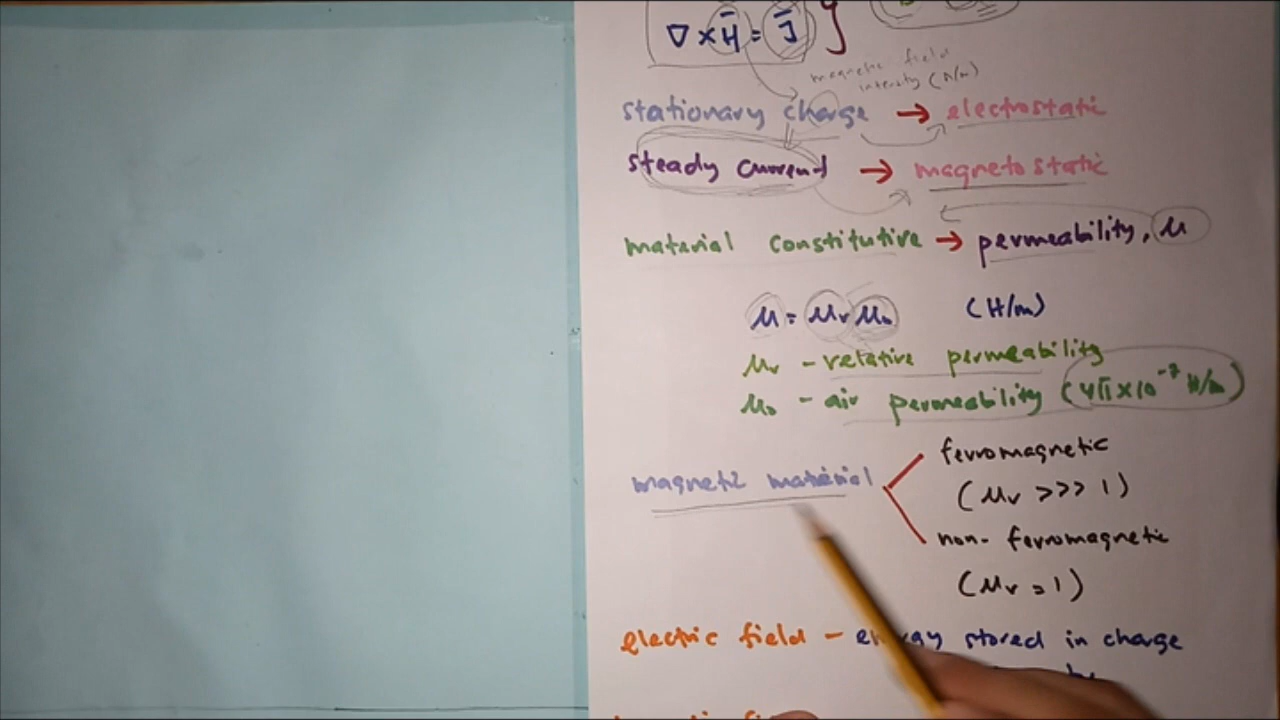 ∇ × H̄ = J̄ }
magnetic field
intensity (A/m)
stationary charge → electrostatic
steady current → magnetostatic
material constitutive → permeability, μ
μ = μr μo (H/m)
μr - relative permeability
μo - air permeability (4π×10⁻⁷ H/m)
magnetic material
ferromagnetic
(μr >>> 1)
non-ferromagnetic
(μr = 1)
electric field - energy stored in charge